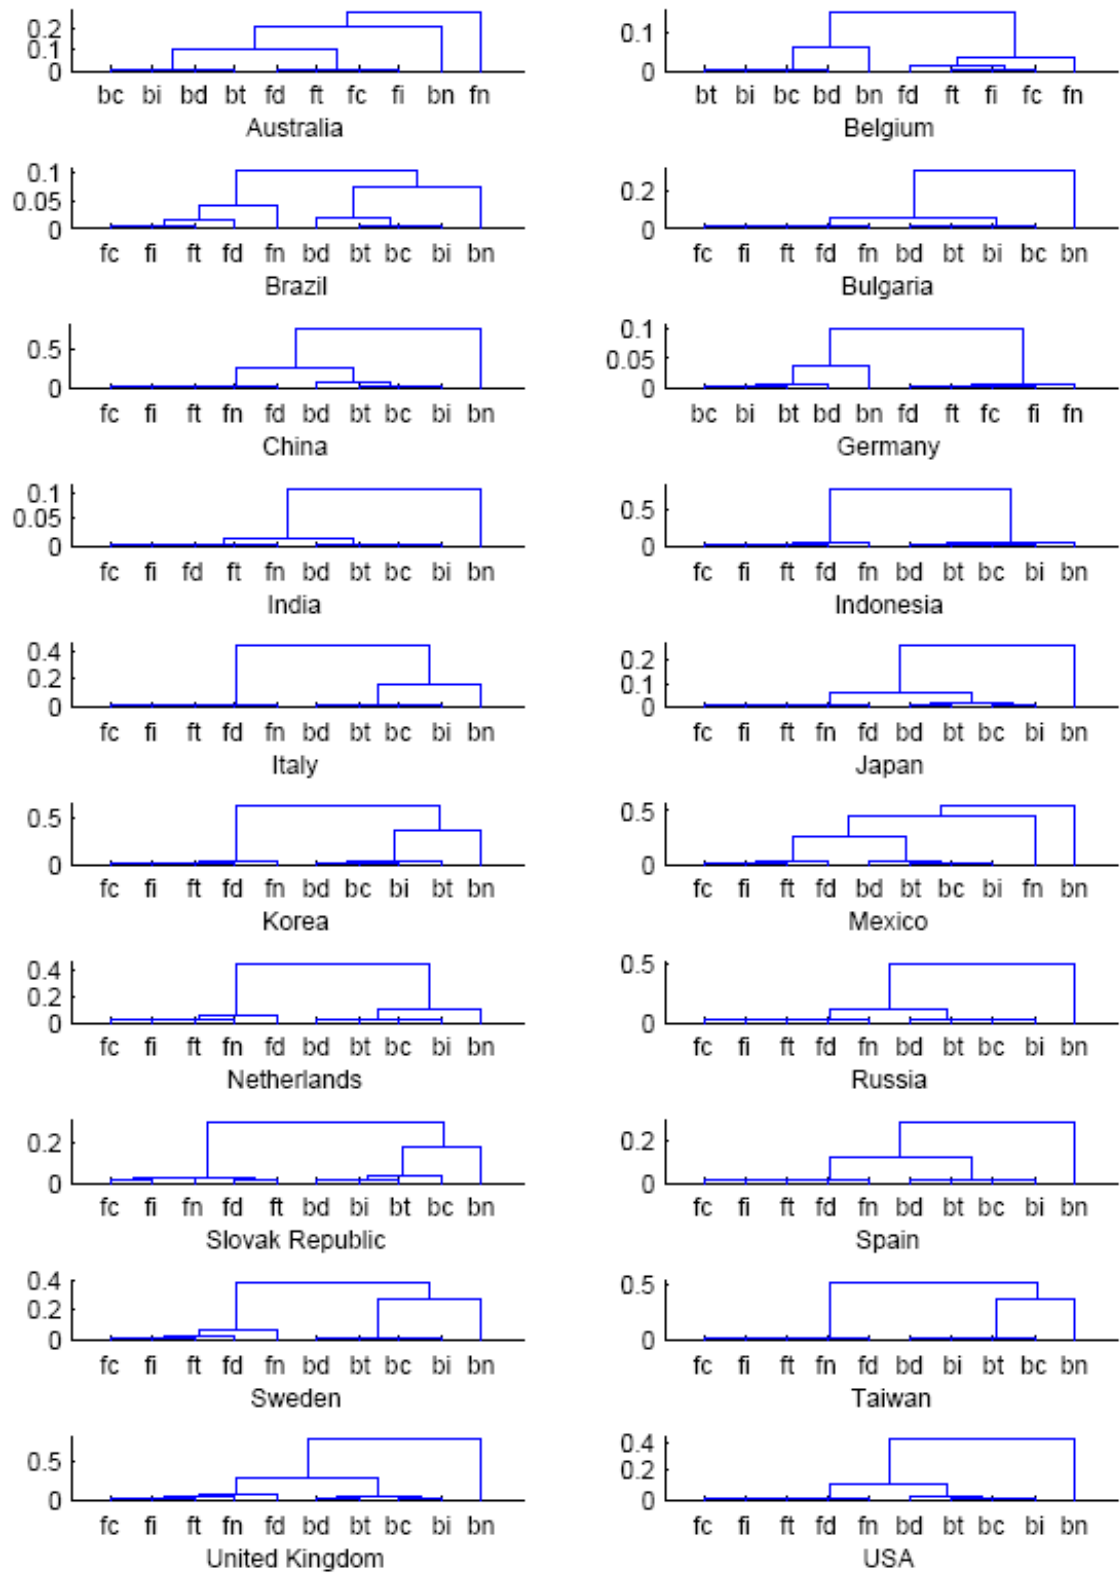 0.2
0.1
0
bc bi bd bt fd ft fc fi bn fn
Australia
0.1
0
bt bi bc bd bn fd ft fi fc fn
Belgium
0.1
0.05
0
fc fi ft fd fn bd bt bc bi bn
Brazil
0.2
0
fc fi ft fd fn bd bt bi bc bn
Bulgaria
0.5
0
fc fi ft fn fd bd bt bc bi bn
China
0.1
0.05
0
bc bi bt bd bn fd ft fc fi fn
Germany
0.1
0.05
0
fc fi fd ft fn bd bt bc bi bn
India
0.5
0
fc fi ft fd fn bd bt bc bi bn
Indonesia
0.4
0.2
0
fc fi ft fd fn bd bt bc bi bn
Italy
0.2
0.1
0
fc fi ft fn fd bd bt bc bi bn
Japan
0.5
0
fc fi ft fd fn bd bc bi bt bn
Korea
0.5
0
fc fi ft fd bd bt bc bi fn bn
Mexico
0.4
0.2
0
fc fi ft fn fd bd bt bc bi bn
Netherlands
0.5
0
fc fi ft fd fn bd bt bc bi bn
Russia
0.2
0
fc fi fn fd ft bd bi bt bc bn
Slovak Republic
0.2
0
fc fi ft fd fn bd bt bc bi bn
Spain
0.4
0.2
0
fc fi ft fd fn bd bt bc bi bn
Sweden
0.5
0
fc fi ft fn fd bd bi bt bc bn
Taiwan
0.5
0
fc fi ft fn fd bd bt bc bi bn
United Kingdom
0.4
0.2
0
fc fi ft fn fd bd bt bc bi bn
USA